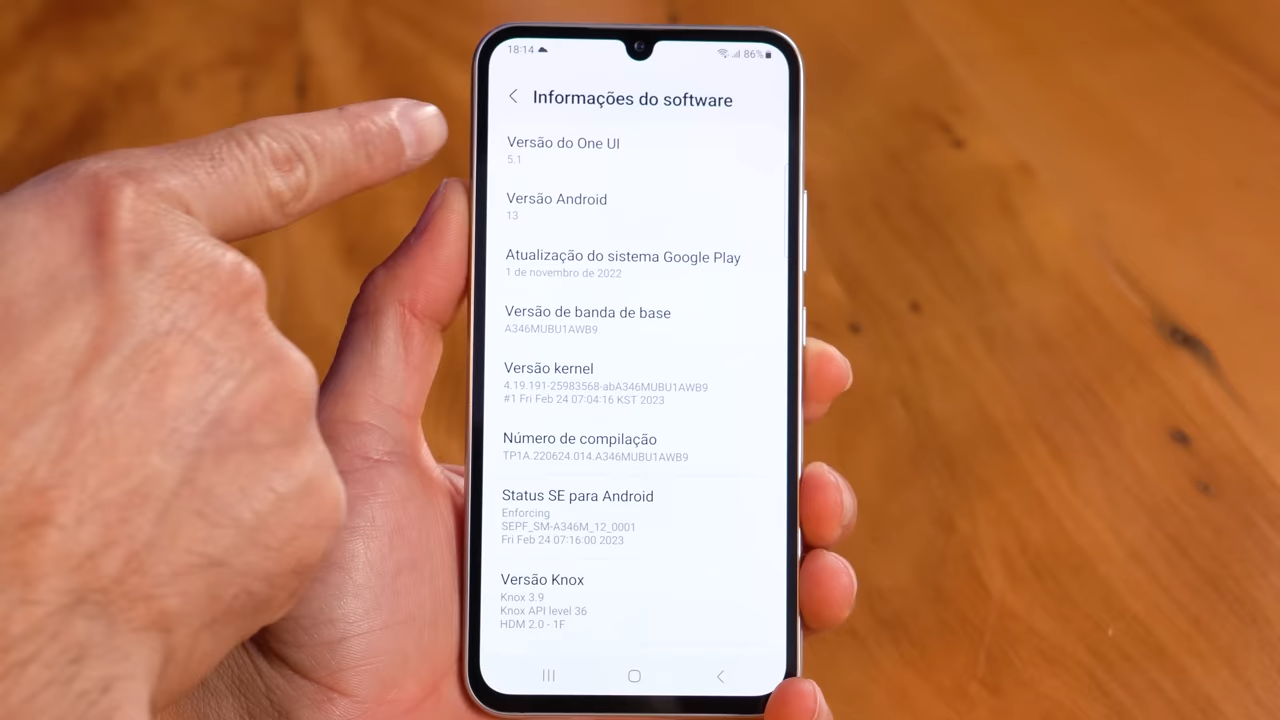 18:14 86%
Informações do software
Versão do One UI
5.1
Versão Android
13
Atualização do sistema Google Play
1 de novembro de 2022
Versão de banda de base
A346MUBU1AWB9
Versão kernel
4.19.191-25983568-abA346MUBU1AWB9
#1 Fri Feb 24 07:04:16 KST 2023
Número de compilação
TP1A.220624.014.A346MUBU1AWB9
Status SE para Android
Enforcing
SEPF_SM-A346M_12_0001
Fri Feb 24 07:16:00 2023
Versão Knox
Knox 3.9
Knox API level 36
HDM 2.0 - 1F